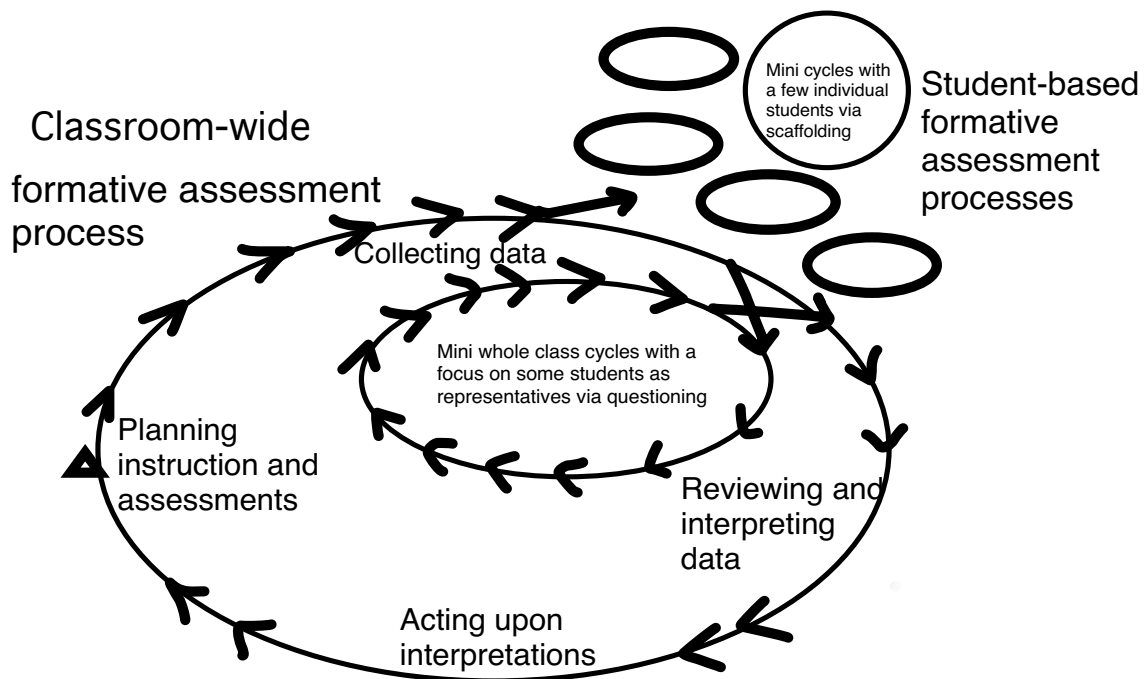 Classroom-wide
formative assessment
process
Mini cycles with
a few individual
students via
scaffolding
Student-based
formative
assessment
processes
Collecting data
Mini whole class cycles with a
focus on some students as
representatives via questioning
Planning
instruction and
assessments
Reviewing and
interpreting
data
Acting upon
interpretations